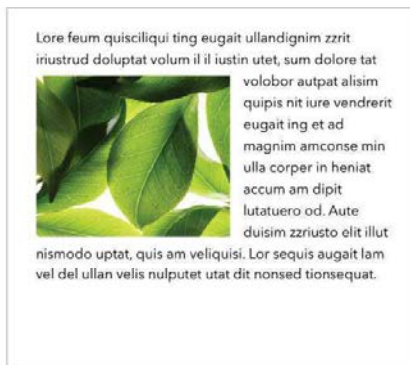 Lore feum quisciliqui ting eugait ullandignim zzrit
iriustrud doluptat volum il il iustin utet, sum dolore tat
volobor autpat alisim
quipis nit iure vendrerit
eugait ing et ad
magnim amconse min
ulla corper in heniat
accum am dipit
lutatuero od. Aute
duisim zzriusto elit illut
nismodo uptat, quis am veliquisi. Lor sequis augait lam
vel del ullan velis nulputet utat dit nonsed tionsequat.